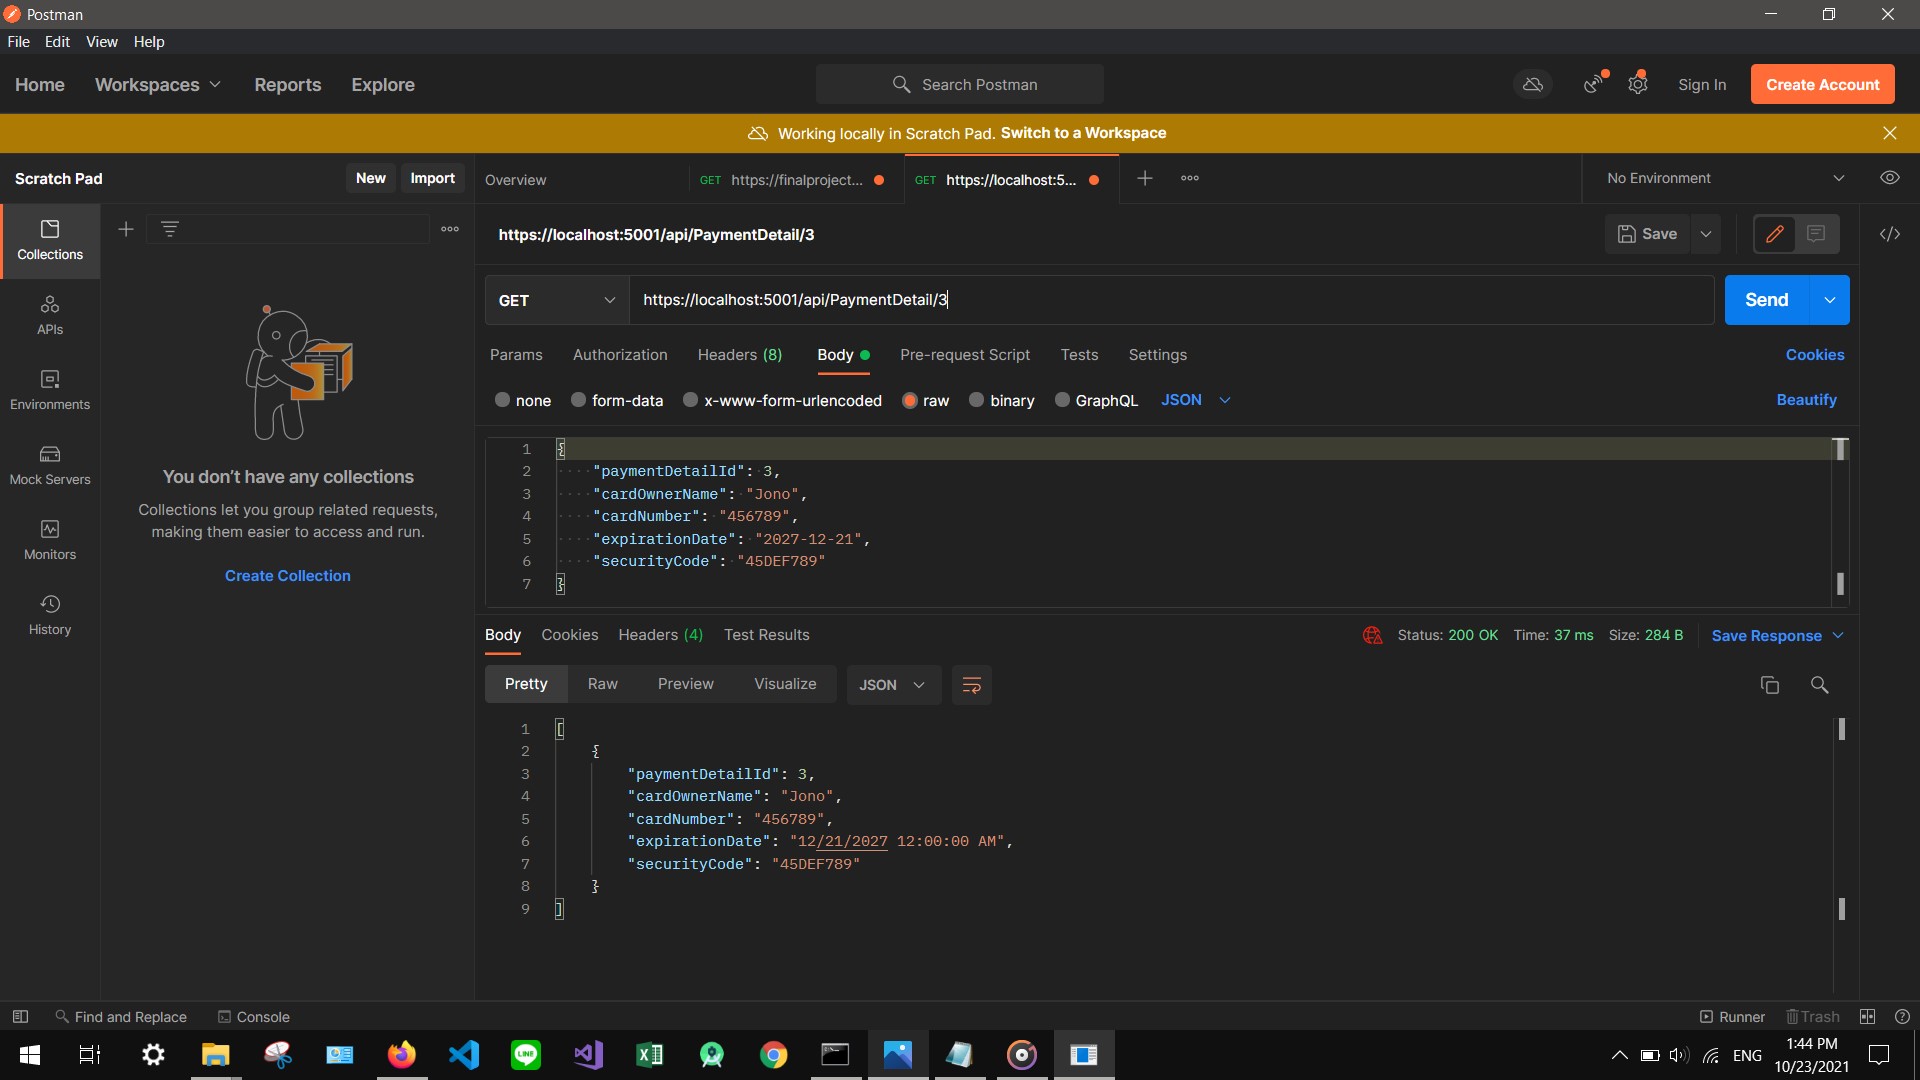 Postman
File Edit View Help
Home Workspaces Reports Explore Search Postman Sign In Create Account
Working locally in Scratch Pad. Switch to a Workspace
Scratch Pad New Import Overview GET https://finalproject... GET https://localhost:5... No Environment
Collections
APIs
Environments
Mock Servers
Monitors
History
You don't have any collections
Collections let you group related requests,
making them easier to access and run.
Create Collection
https://localhost:5001/api/PaymentDetail/3 Save
GET https://localhost:5001/api/PaymentDetail/3 Send
Params Authorization Headers (8) Body Pre-request Script Tests Settings Cookies
none form-data x-www-form-urlencoded raw binary GraphQL JSON Beautify
1 {
2 "paymentDetailId": 3,
3 "cardOwnerName": "Jono",
4 "cardNumber": "456789",
5 "expirationDate": "2027-12-21",
6 "securityCode": "45DEF789"
7 }
Body Cookies Headers (4) Test Results Status: 200 OK Time: 37 ms Size: 284 B Save Response
Pretty Raw Preview Visualize JSON
1 [
2 {
3 "paymentDetailId": 3,
4 "cardOwnerName": "Jono",
5 "cardNumber": "456789",
6 "expirationDate": "12/21/2027 12:00:00 AM",
7 "securityCode": "45DEF789"
8 }
9 ]
Find and Replace Console Runner Trash
LINE
ENG 1:44 PM
10/23/2021